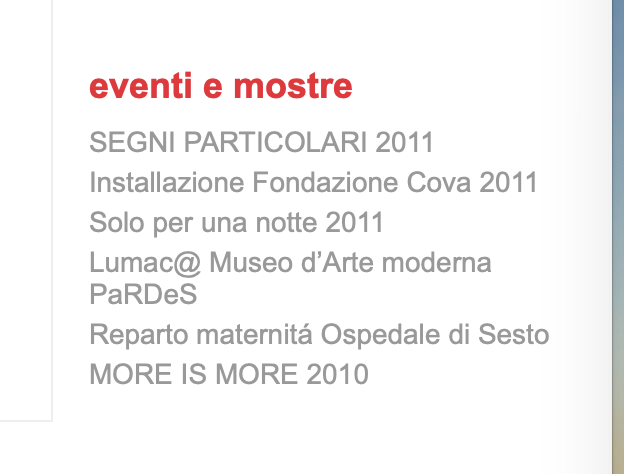 eventi e mostre
SEGNI PARTICOLARI 2011
Installazione Fondazione Cova 2011
Solo per una notte 2011
Lumac@ Museo d’Arte moderna
PaRDeS
Reparto maternitá Ospedale di Sesto
MORE IS MORE 2010